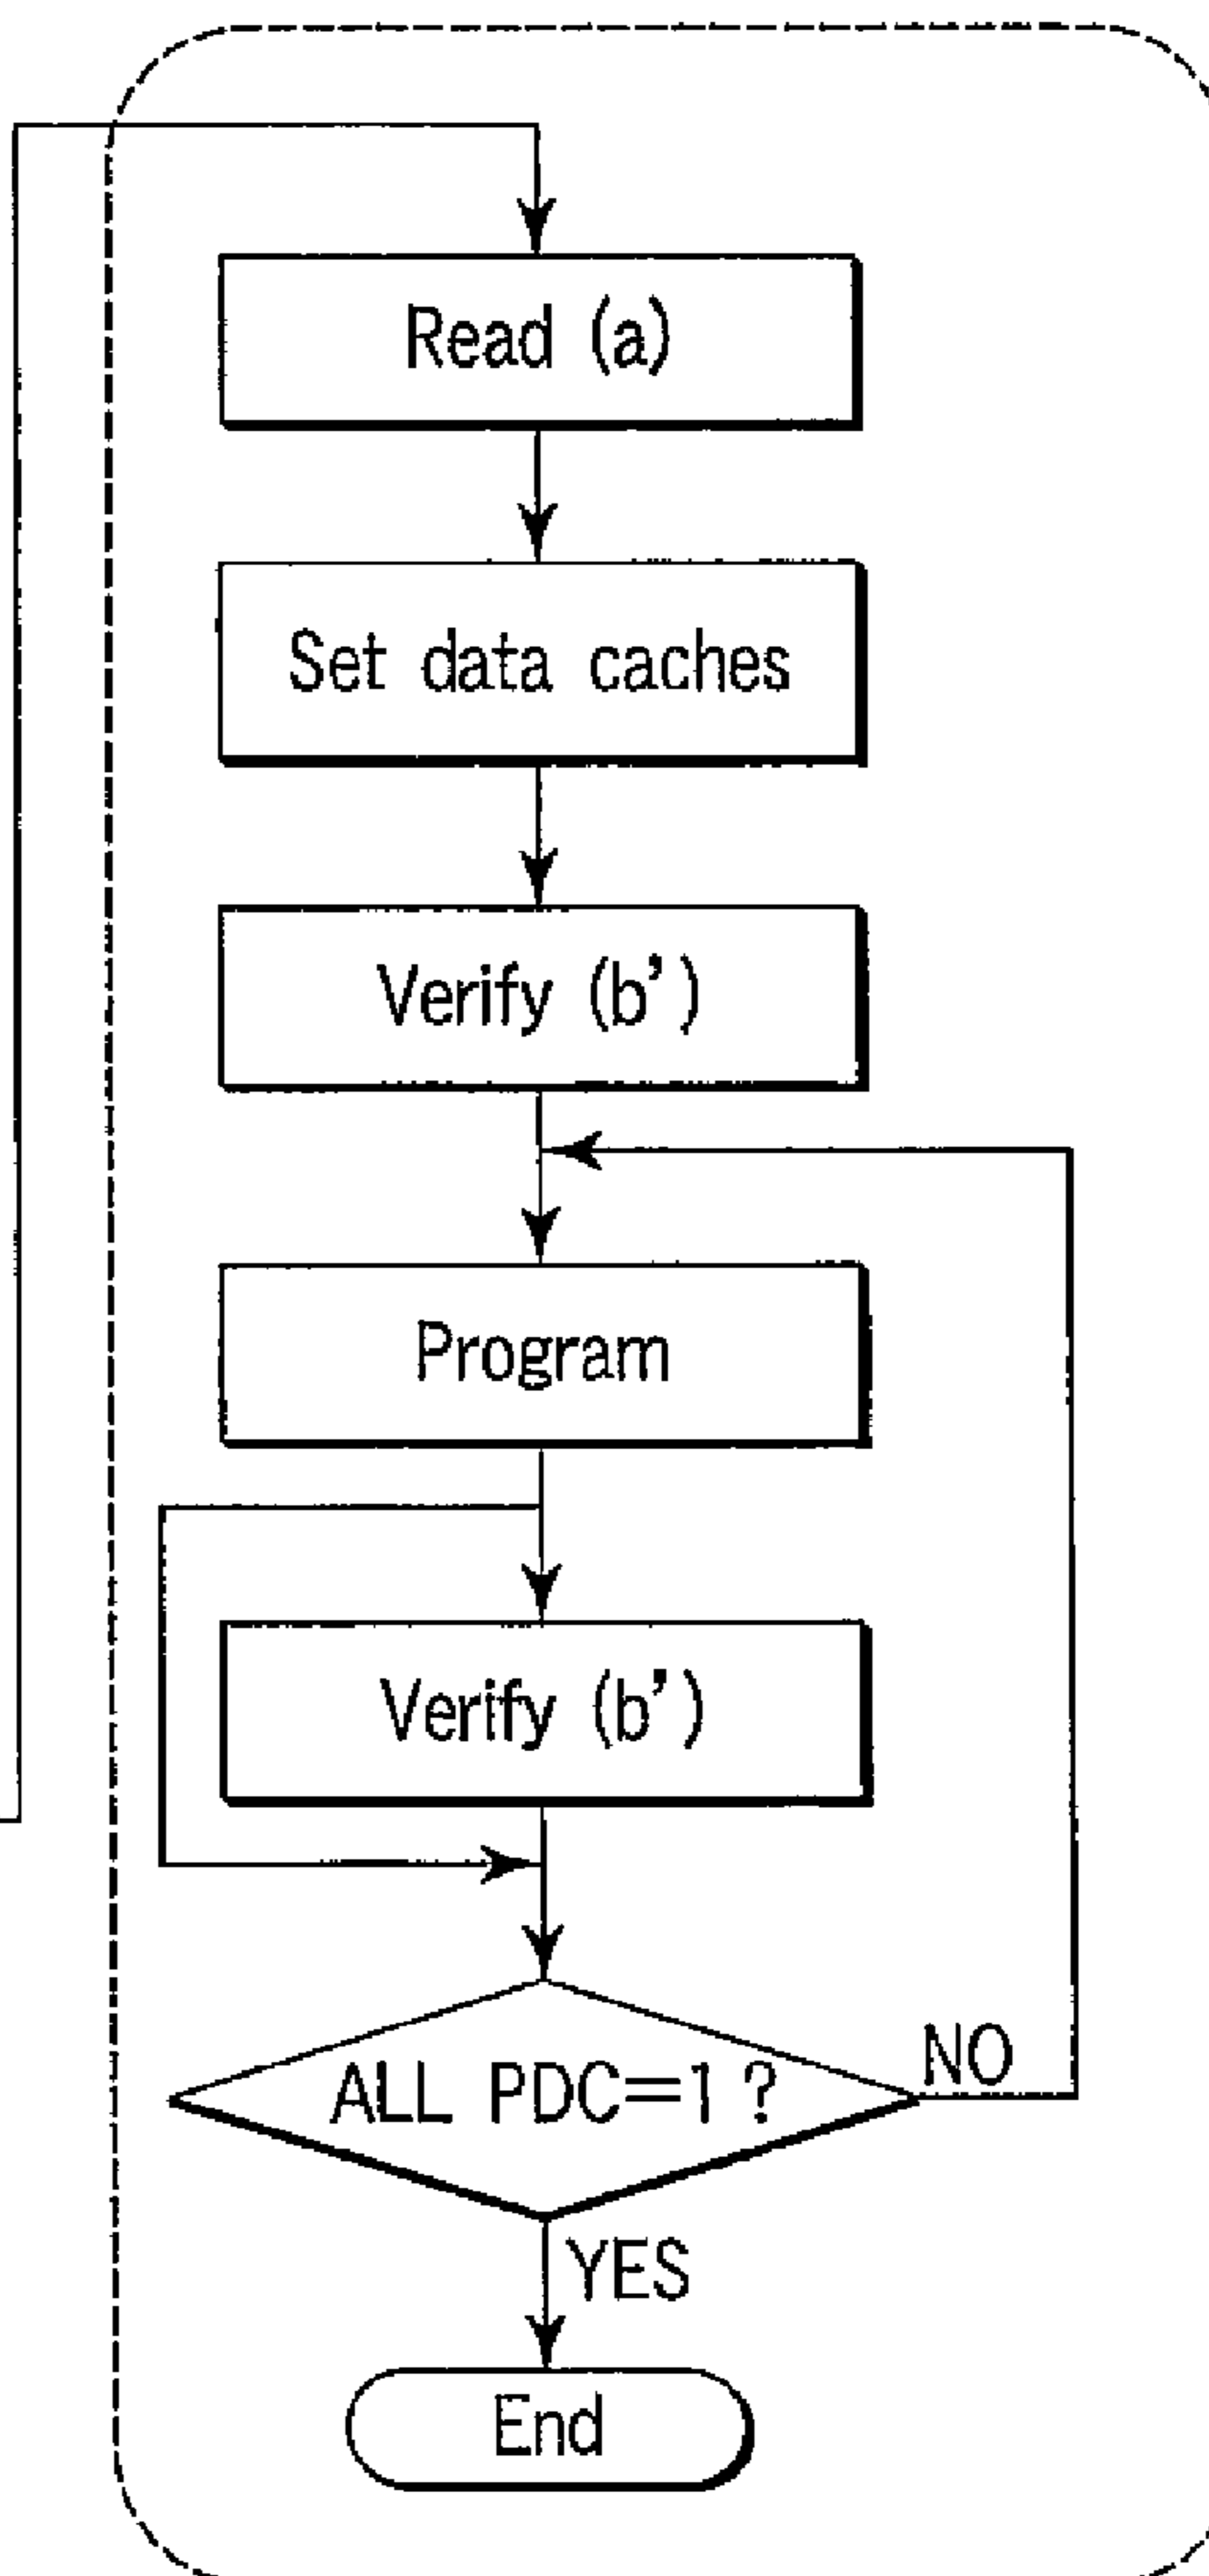 Read (a)
Set data caches
Verify (b’)
Program
Verify (b’)
ALL PDC=1 ?
NO
YES
End